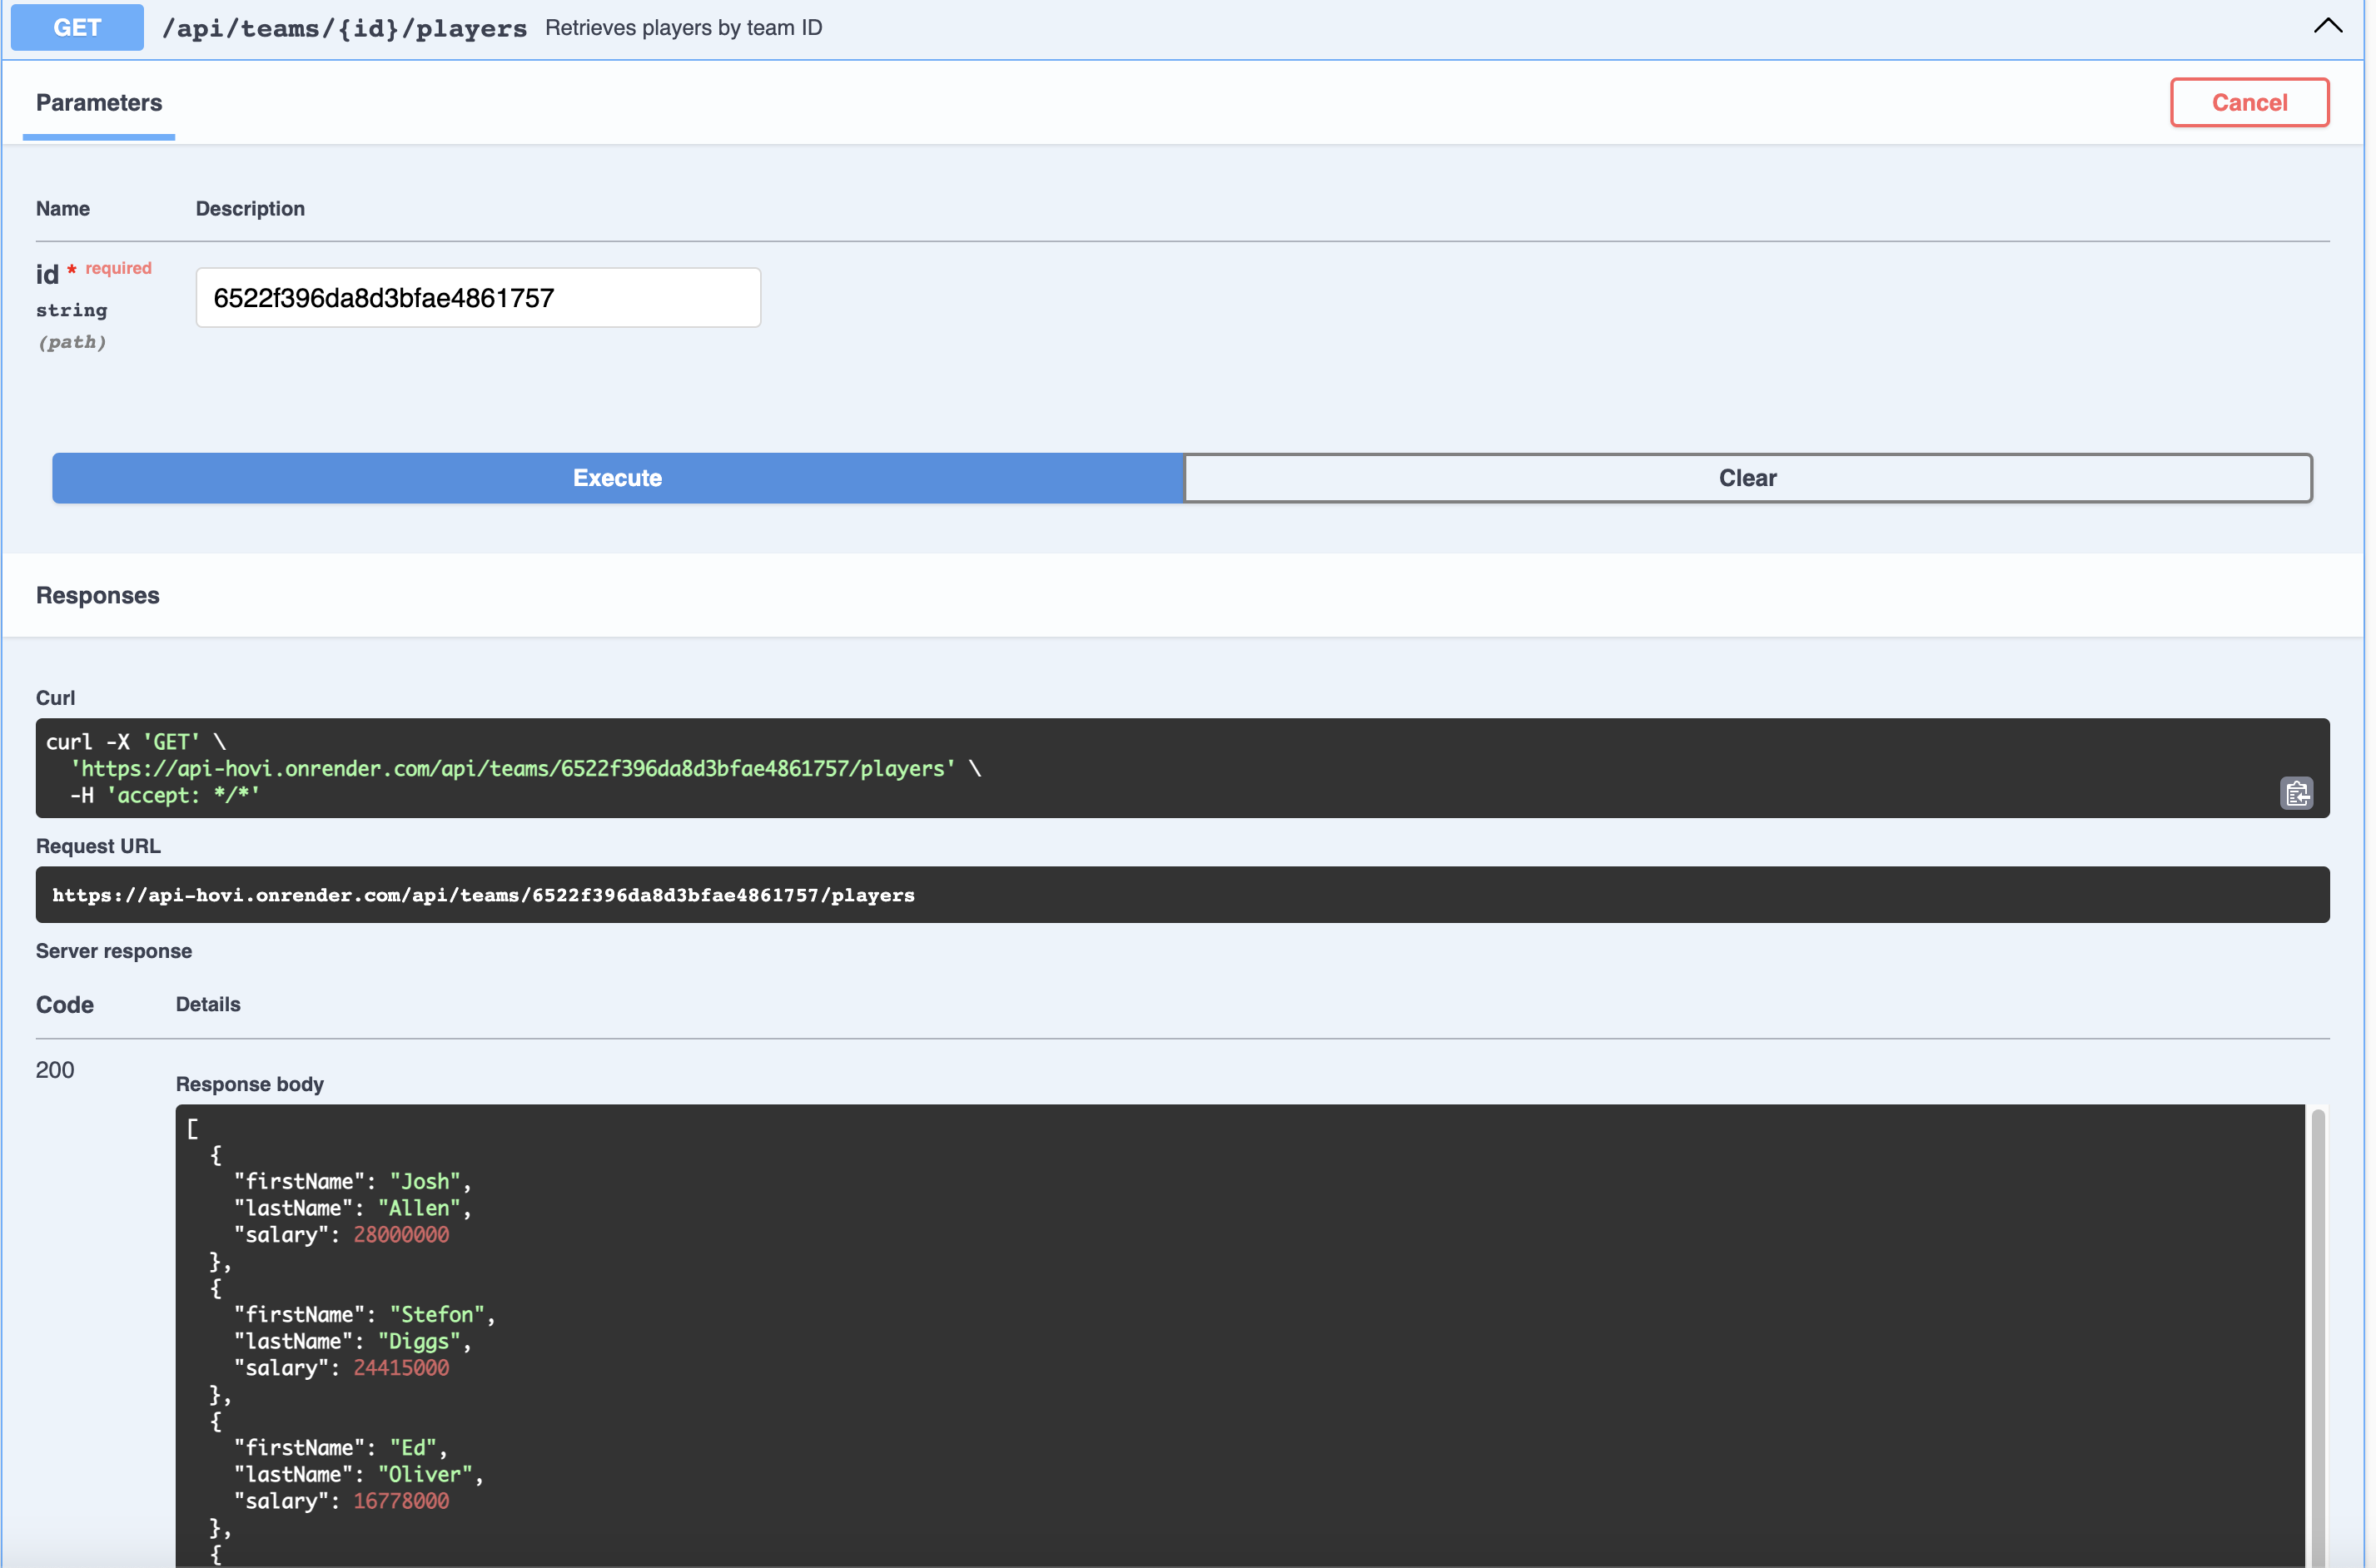 GET /api/teams/{id}/players Retrieves players by team ID
Parameters
Cancel
Name Description
id * required
string
(path)
6522f396da8d3bfae4861757
Execute
Clear
Responses
Curl
curl -X 'GET' \
'https://api-hovi.onrender.com/api/teams/6522f396da8d3bfae4861757/players' \
-H 'accept: */*'
Request URL
https://api-hovi.onrender.com/api/teams/6522f396da8d3bfae4861757/players
Server response
Code Details
200
Response body
[
{
"firstName": "Josh",
"lastName": "Allen",
"salary": 28000000
},
{
"firstName": "Stefon",
"lastName": "Diggs",
"salary": 24415000
},
{
"firstName": "Ed",
"lastName": "Oliver",
"salary": 16778000
},
{